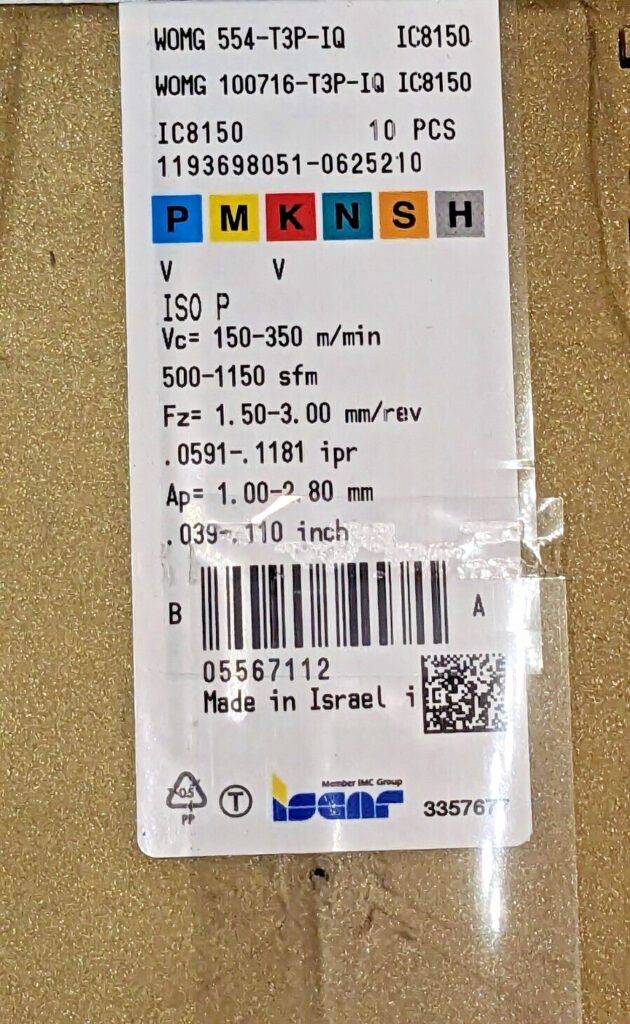 WOMG 554-T3P-IQ IC8150
WOMG 100716-T3P-IQ IC8150
IC8150 10 PCS
1193698051-0625210
P M K N S H
V V
ISO P
Vc= 150-350 m/min
500-1150 sfm
Fz= 1.50-3.00 mm/rev
.0591-.1181 ipr
Ap= 1.00-2.80 mm
.039-.110 inch
B A
05567112
Made in Israel i
05
PP
T
Member IMC Group
iscar
3357677